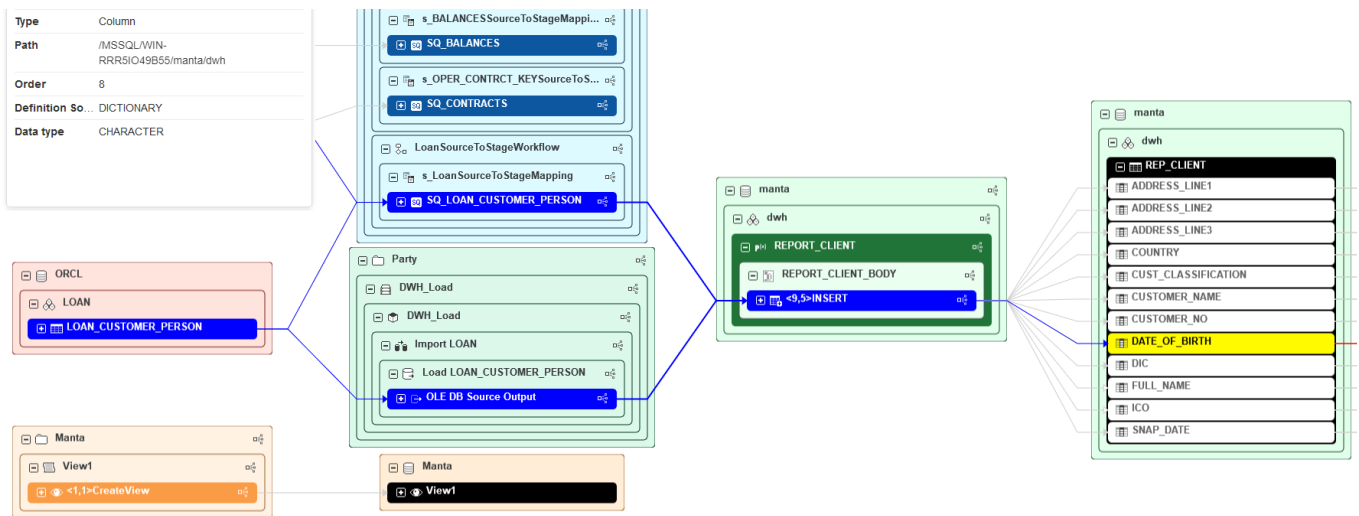 Type Column
Path /MSSQL/WIN-
RRR5IO49B55/manta/dwh
Order 8
Definition So... DICTIONARY
Data type CHARACTER
s_BALANCESSourceToStageMappi...
SQ SQ_BALANCES
s_OPER_CONTRCT_KEYSourceToS...
SQ SQ_CONTRACTS
LoanSourceToStageWorkflow
s_LoanSourceToStageMapping
SQ SQ_LOAN_CUSTOMER_PERSON
ORCL
LOAN
LOAN_CUSTOMER_PERSON
Party
DWH_Load
DWH_Load
Import LOAN
Load LOAN_CUSTOMER_PERSON
OLE DB Source Output
Manta
View1
<1,1>CreateView
Manta
View1
manta
dwh
REPORT_CLIENT
REPORT_CLIENT_BODY
<9,5>INSERT
manta
dwh
REP_CLIENT
ADDRESS_LINE1
ADDRESS_LINE2
ADDRESS_LINE3
COUNTRY
CUST_CLASSIFICATION
CUSTOMER_NAME
CUSTOMER_NO
DATE_OF_BIRTH
DIC
FULL_NAME
ICO
SNAP_DATE